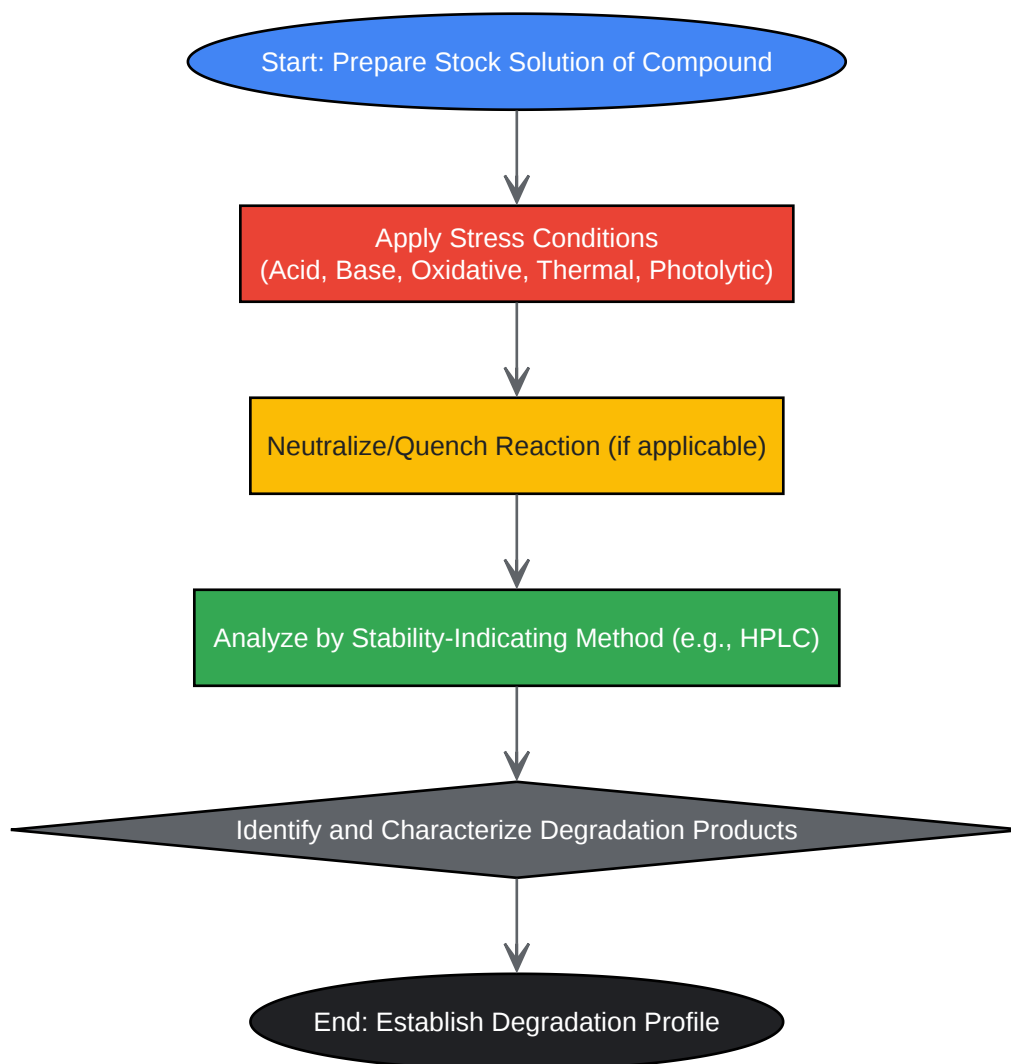 Start: Prepare Stock Solution of Compound
Apply Stress Conditions
(Acid, Base, Oxidative, Thermal, Photolytic)
Neutralize/Quench Reaction (if applicable)
Analyze by Stability-Indicating Method (e.g., HPLC)
Identify and Characterize Degradation Products
End: Establish Degradation Profile